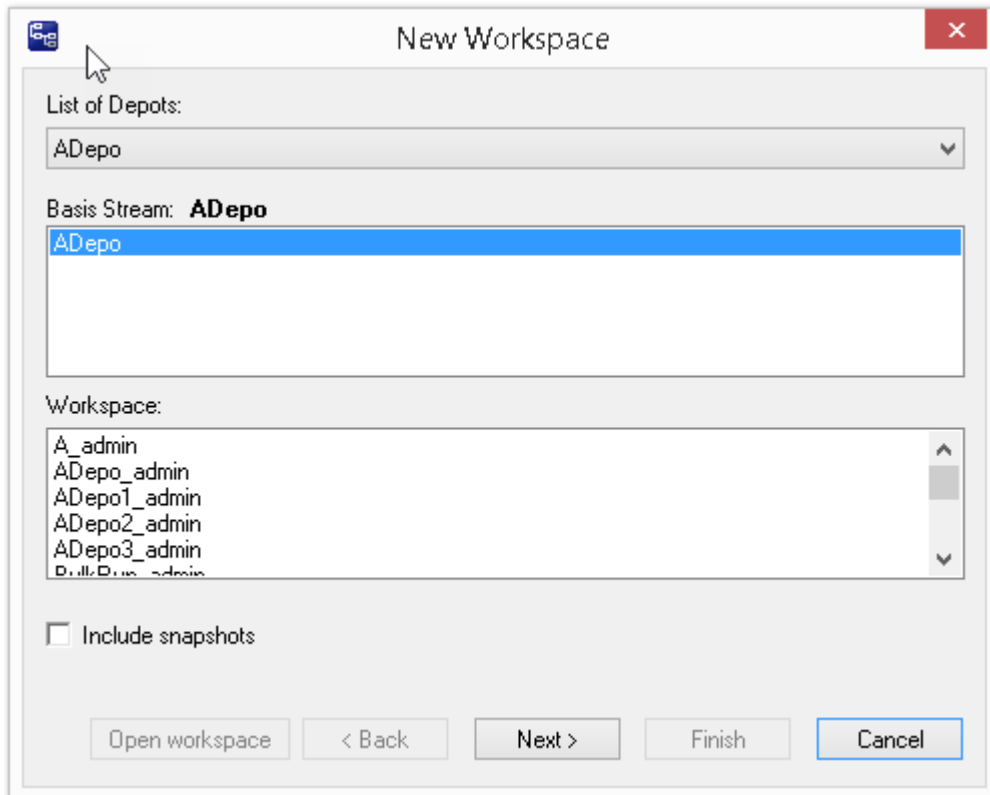 New Workspace
List of Depots:
ADepo
Basis Stream: ADepo
ADepo
Workspace:
A_admin
ADepo_admin
ADepo1_admin
ADepo2_admin
ADepo3_admin
BulkRun_admin
Include snapshots
Open workspace < Back Next > Finish Cancel